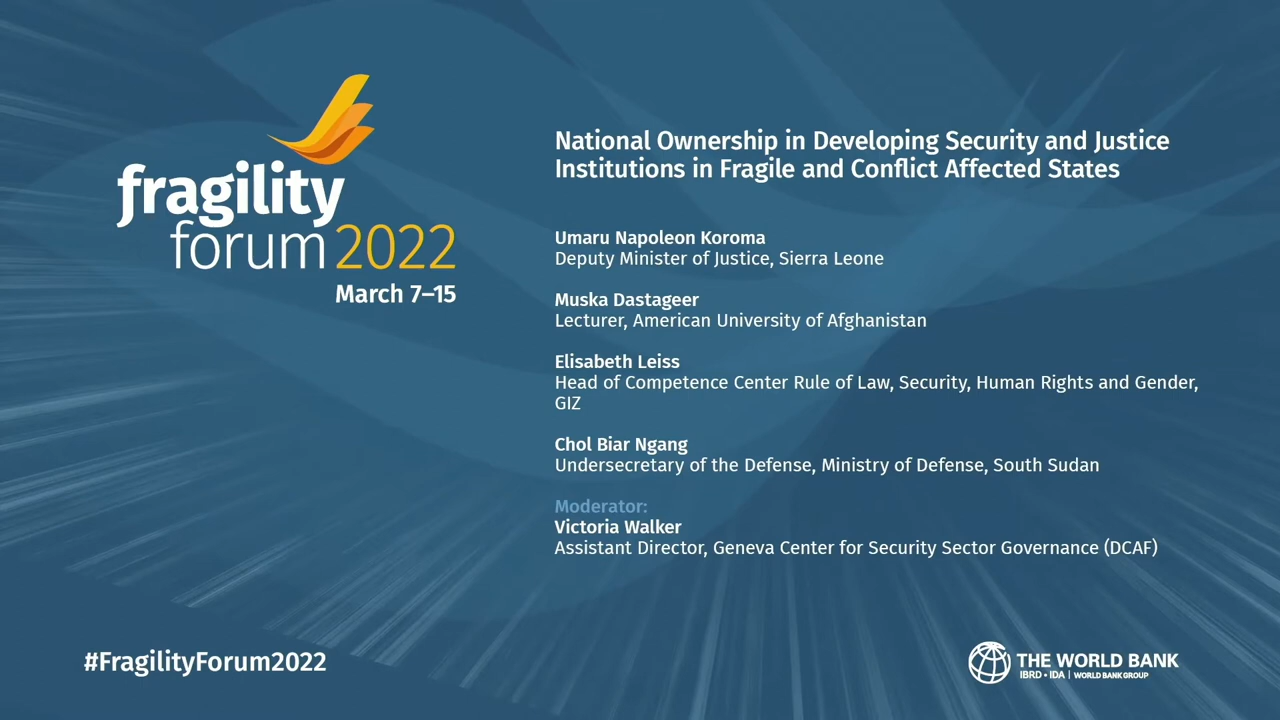 fragility
forum 2022
March 7–15
National Ownership in Developing Security and Justice
Institutions in Fragile and Conflict Affected States
Umaru Napoleon Koroma
Deputy Minister of Justice, Sierra Leone
Muska Dastageer
Lecturer, American University of Afghanistan
Elisabeth Leiss
Head of Competence Center Rule of Law, Security, Human Rights and Gender,
GIZ
Chol Biar Ngang
Undersecretary of the Defense, Ministry of Defense, South Sudan
Moderator:
Victoria Walker
Assistant Director, Geneva Center for Security Sector Governance (DCAF)
#FragilityForum2022
THE WORLD BANK
IBRD • IDA | WORLD BANK GROUP